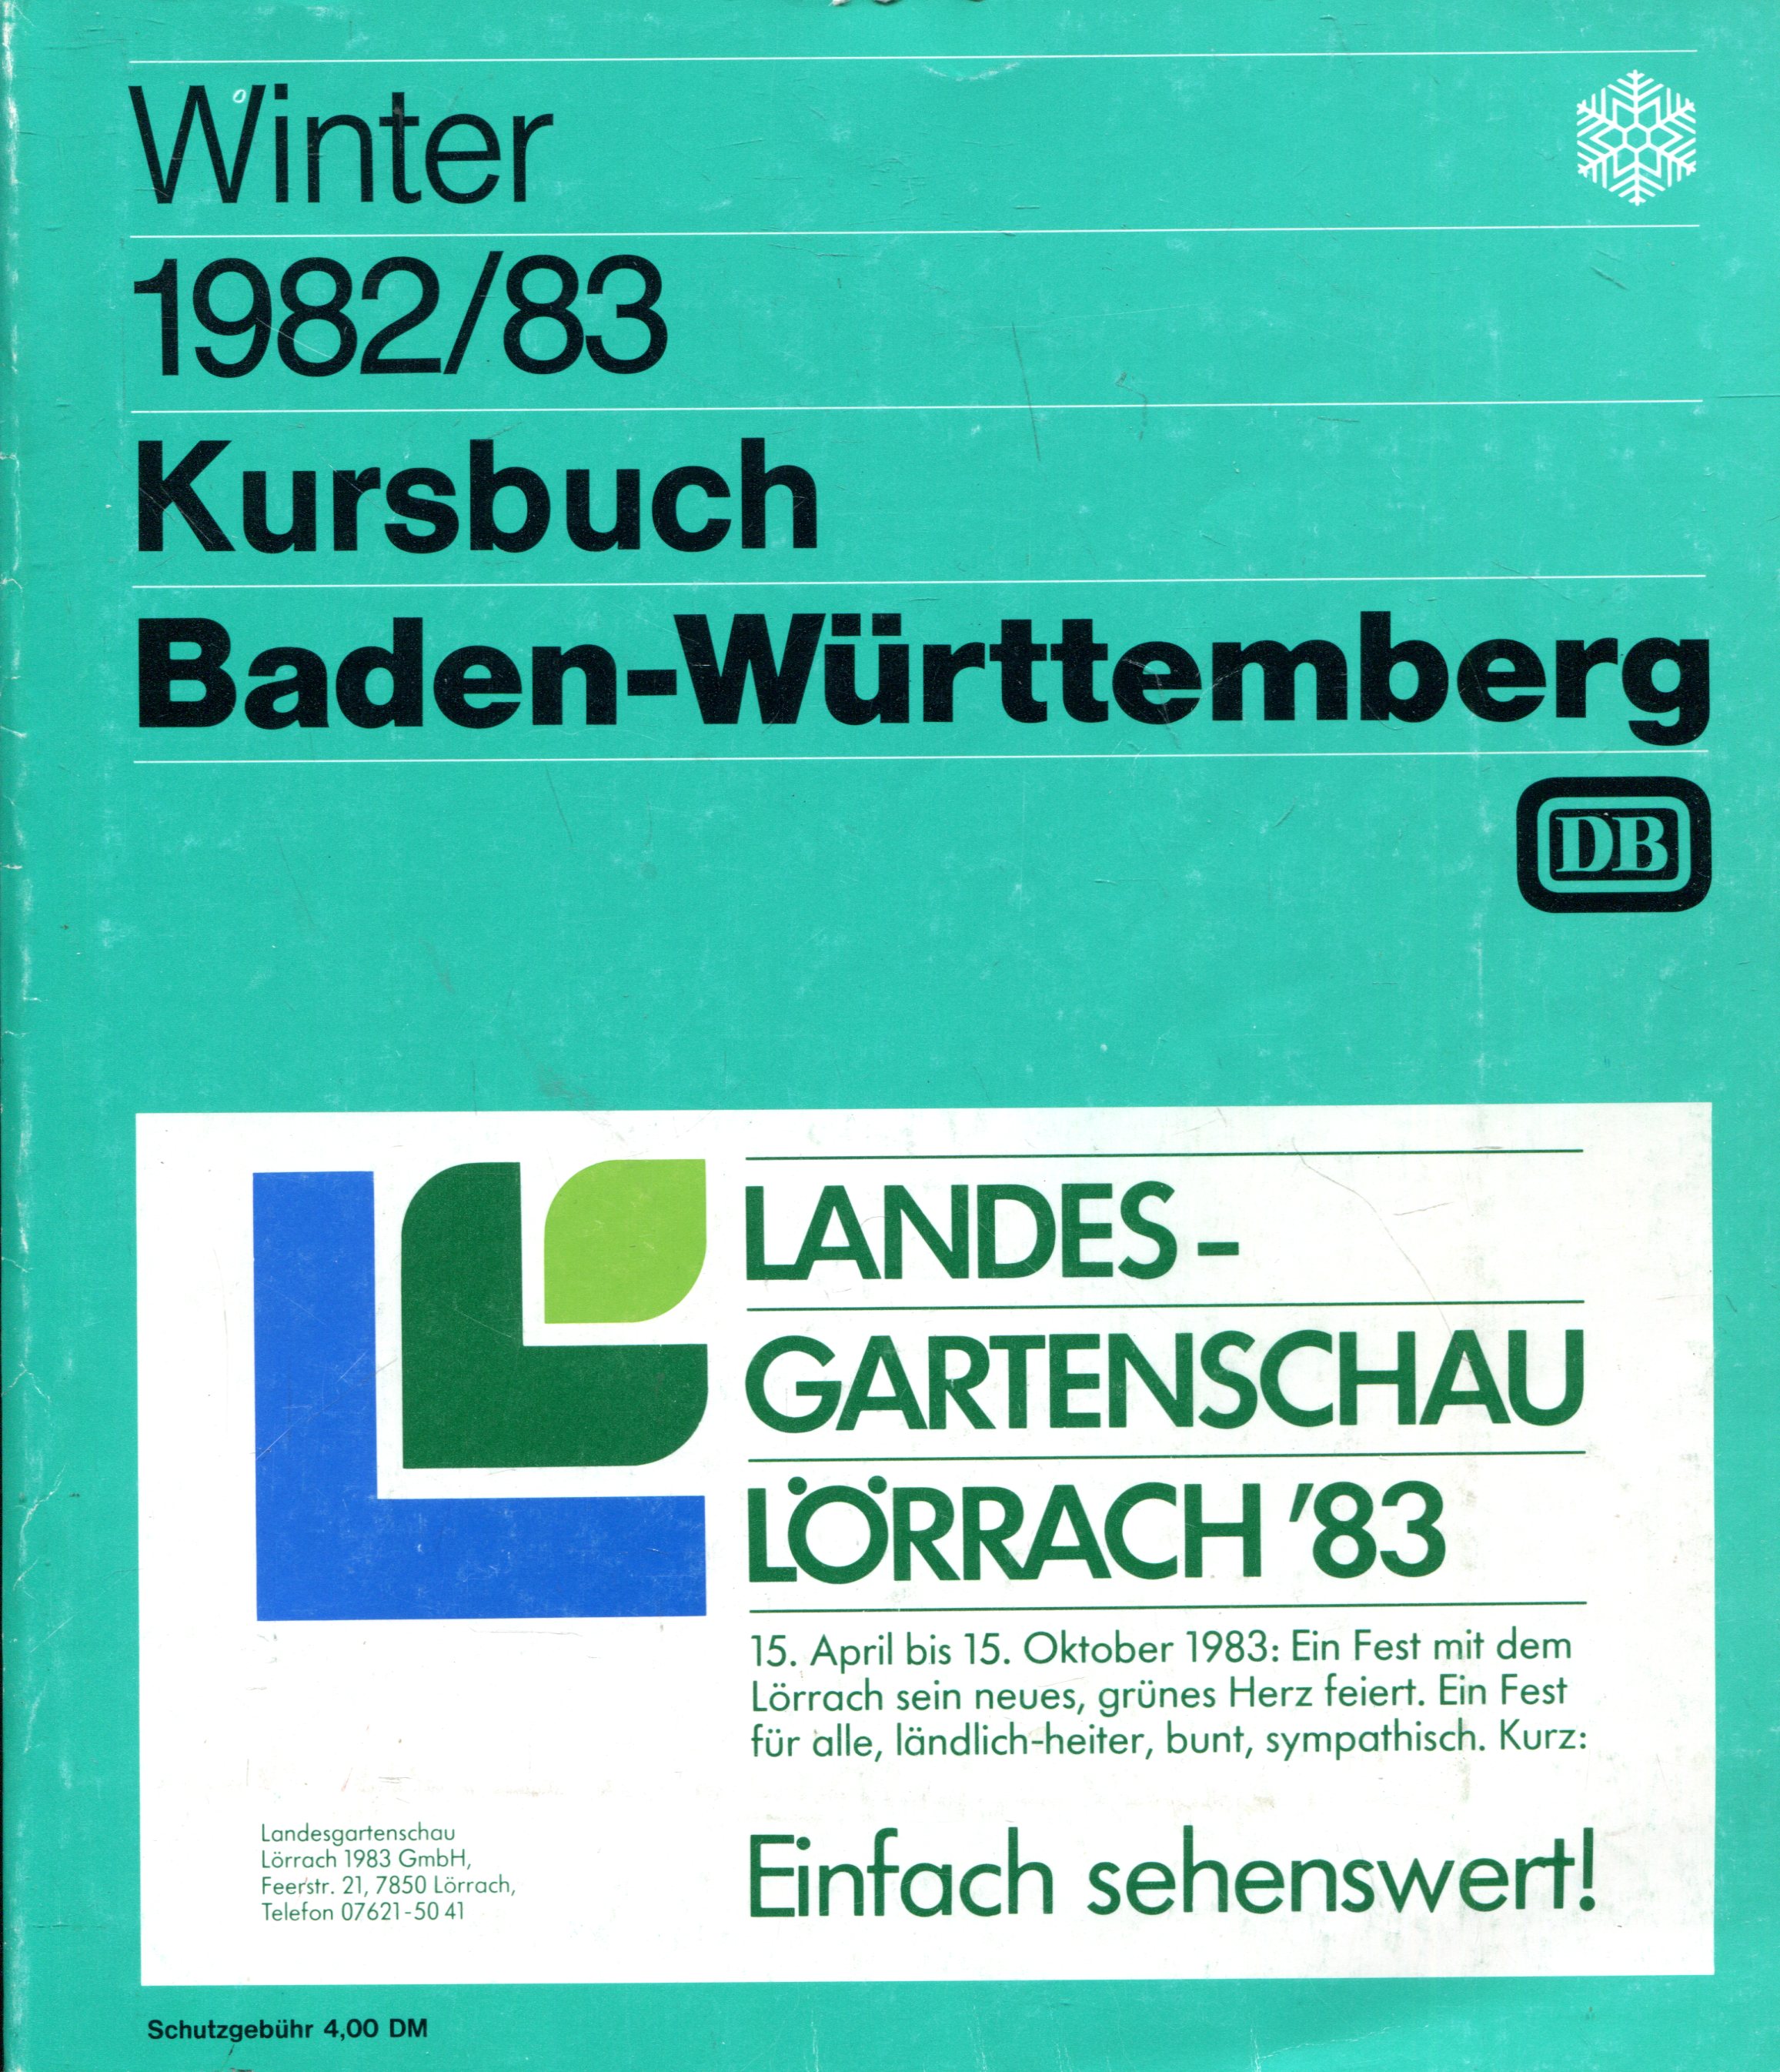 Winter
1982/83
Kursbuch
Baden-Württemberg
DB
LANDES-
GARTENSCHAU
LÖRRACH '83
15. April bis 15. Oktober 1983: Ein Fest mit dem
Lörrach sein neues, grünes Herz feiert. Ein Fest
für alle, ländlich-heiter, bunt, sympathisch. Kurz:
Einfach sehenswert!
Landesgartenschau
Lörrach 1983 GmbH,
Feerstr. 21, 7850 Lörrach,
Telefon 07621-50 41
Schutzgebühr 4,00 DM